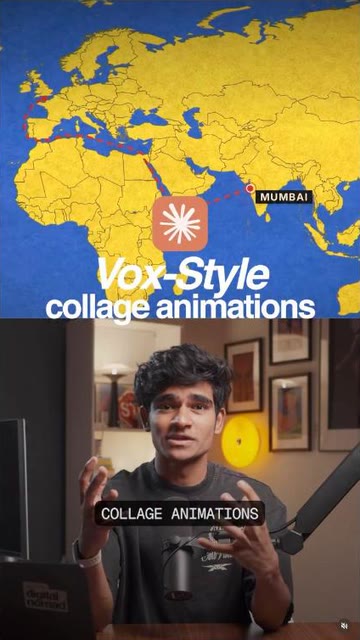 MUMBAI
Vox-Style
collage animations
COLLAGE ANIMATIONS
digital
nomad